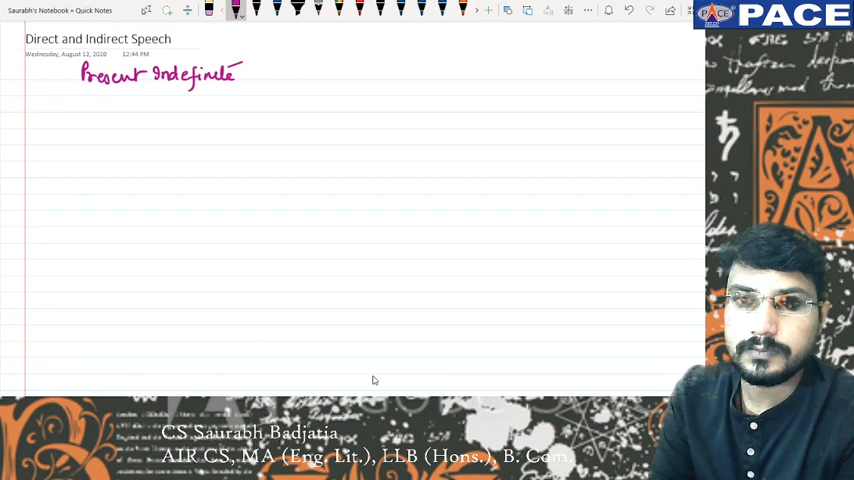 Saurabh's Notebook » Quick Notes
PACE
PACE
Direct and Indirect Speech
Wednesday, August 12, 2020 12:44 PM
Present Indefinite
CS Saurabh Badjatia
AIR CS, MA (Eng. Lit.), LLB (Hons.), B. Com.